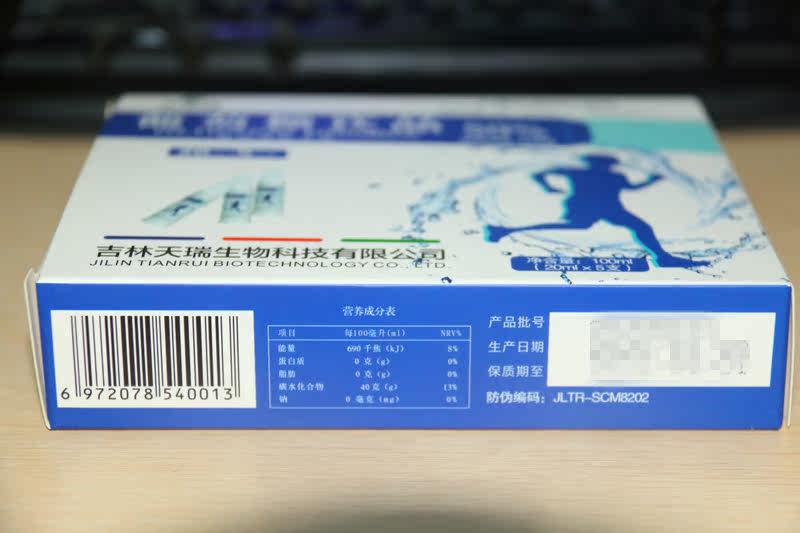 吉林天瑞生物科技有限公司
JILIN TIANRUI BIOTECHNOLOGY CO., LTD.
净含量：100ml
(20ml x 5支)
营养成分表
项目 每100毫升(ml) NRV%
能量 690 千焦 (kJ) 8%
蛋白质 0 克 (g) 0%
脂肪 0 克 (g) 0%
碳水化合物 40克 (g) 13%
钠 0 毫克 (mg) 0%
6 972078 540013
产品批号
生产日期
保质期至
防伪编码：JLTR-SCM8202